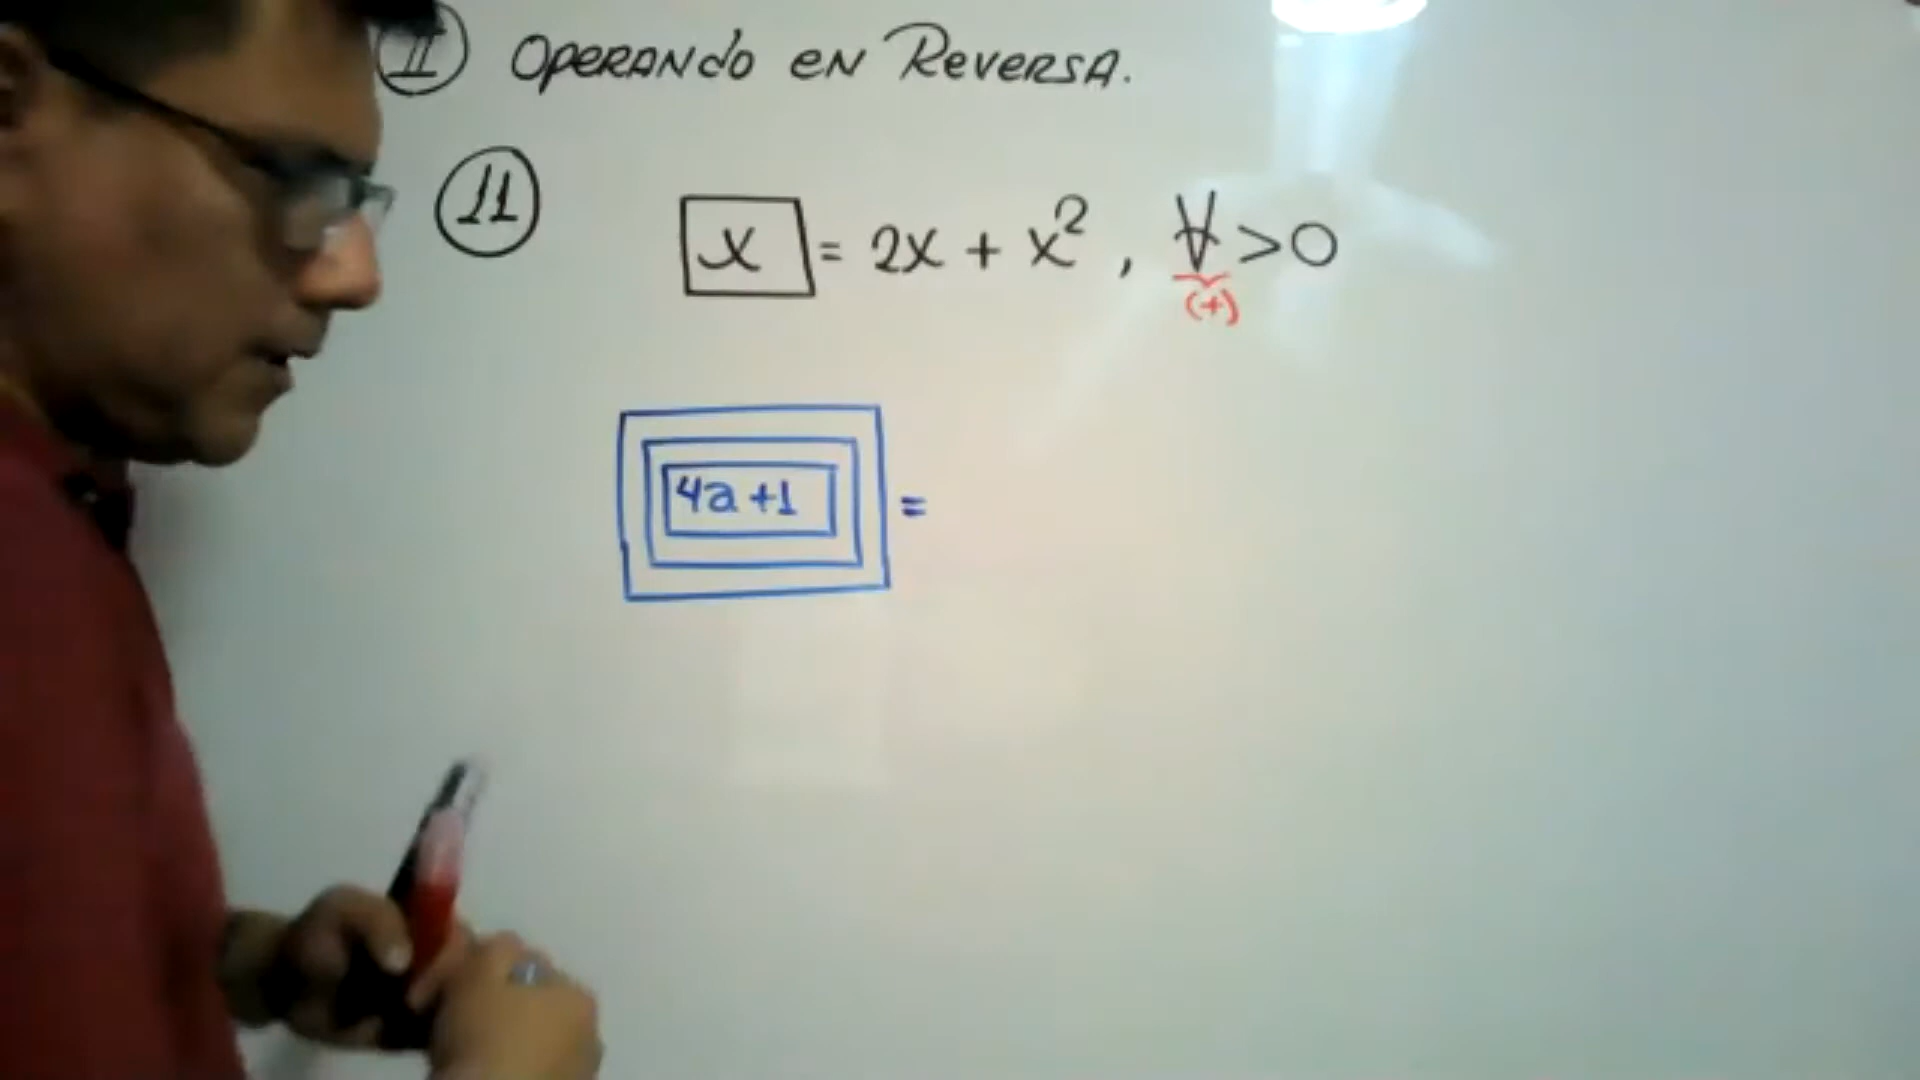 II OPERANdO EN REVERSA.
11 x = 2x + x², ∀ > 0
(+)
4a + 1 =